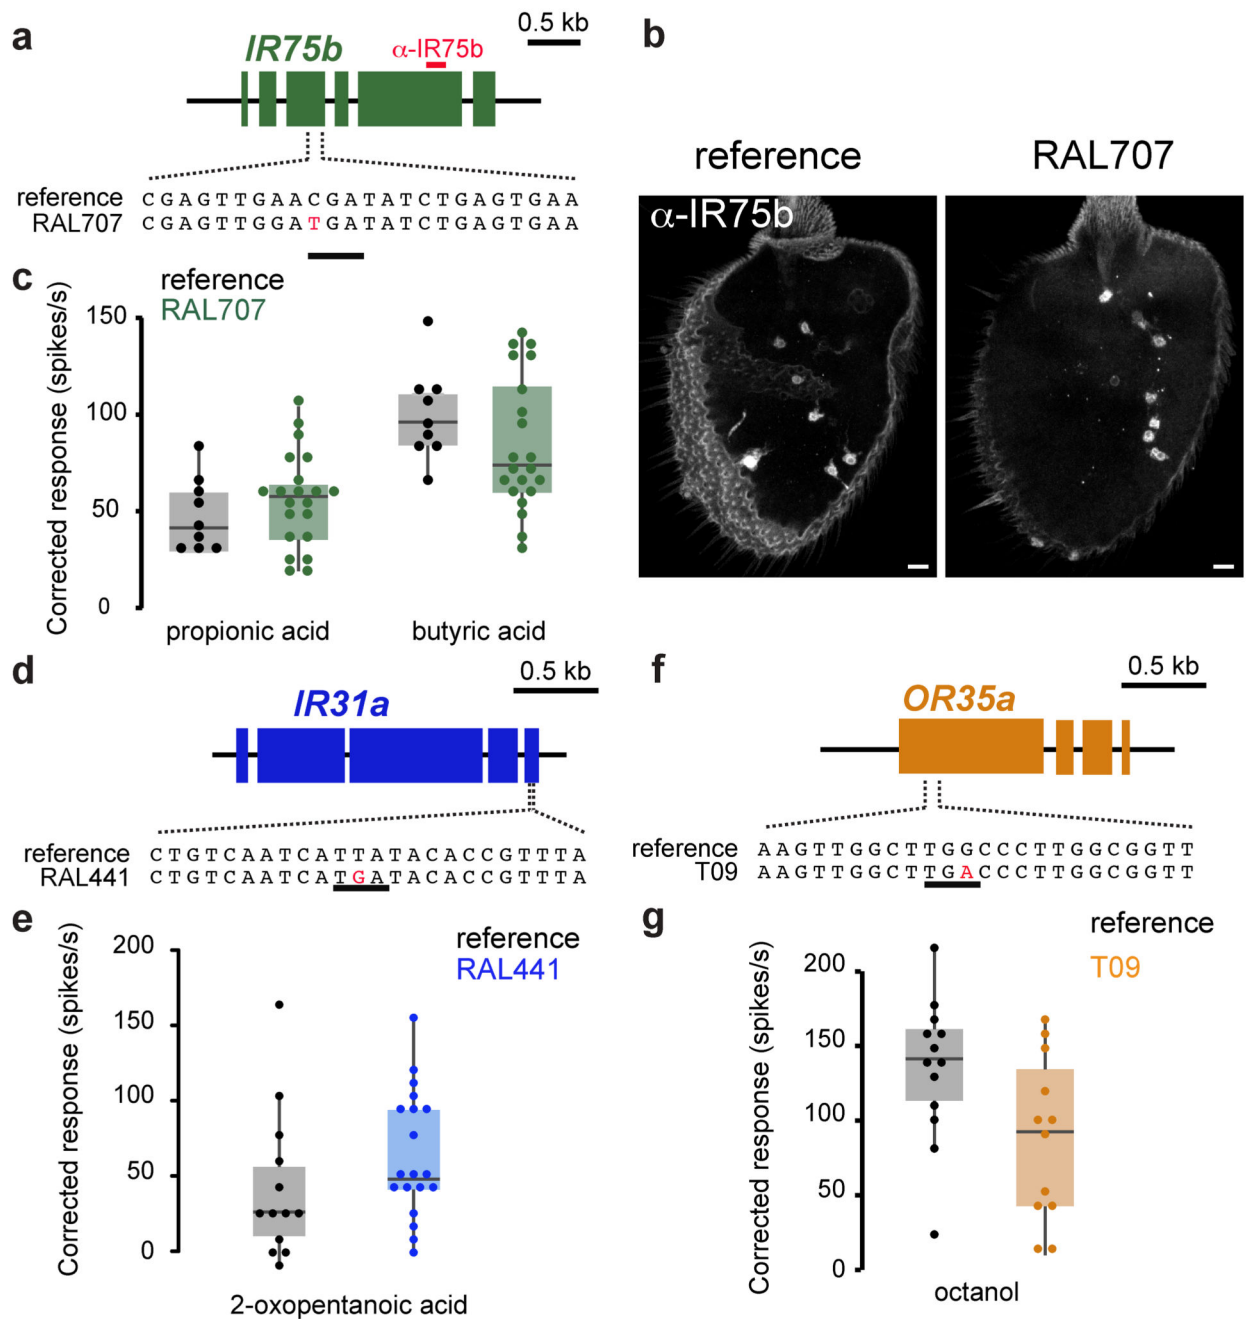 a
0.5 kb
IR75b
α-IR75b
reference CGAGTTGAACGATATCTGAGTGAA
RAL707 CGAGTTGGATGATATCTGAGTGAA
b
reference
RAL707
α-IR75b
c
reference
RAL707
Corrected response (spikes/s)
150
100
50
0
propionic acid
butyric acid
d
0.5 kb
IR31a
reference CTGTCAATCATTATACACCGTTTA
RAL441 CTGTCAATCATGATACACCGTTTA
e
reference
RAL441
Corrected response (spikes/s)
200
150
100
50
0
2-oxopentanoic acid
f
0.5 kb
OR35a
reference AAGTTGGCTTGGCCCTTGGCGGTT
T09 AAGTTGGCTTGACCCTTGGCGGTT
g
reference
T09
Corrected response (spikes/s)
200
150
100
50
0
octanol